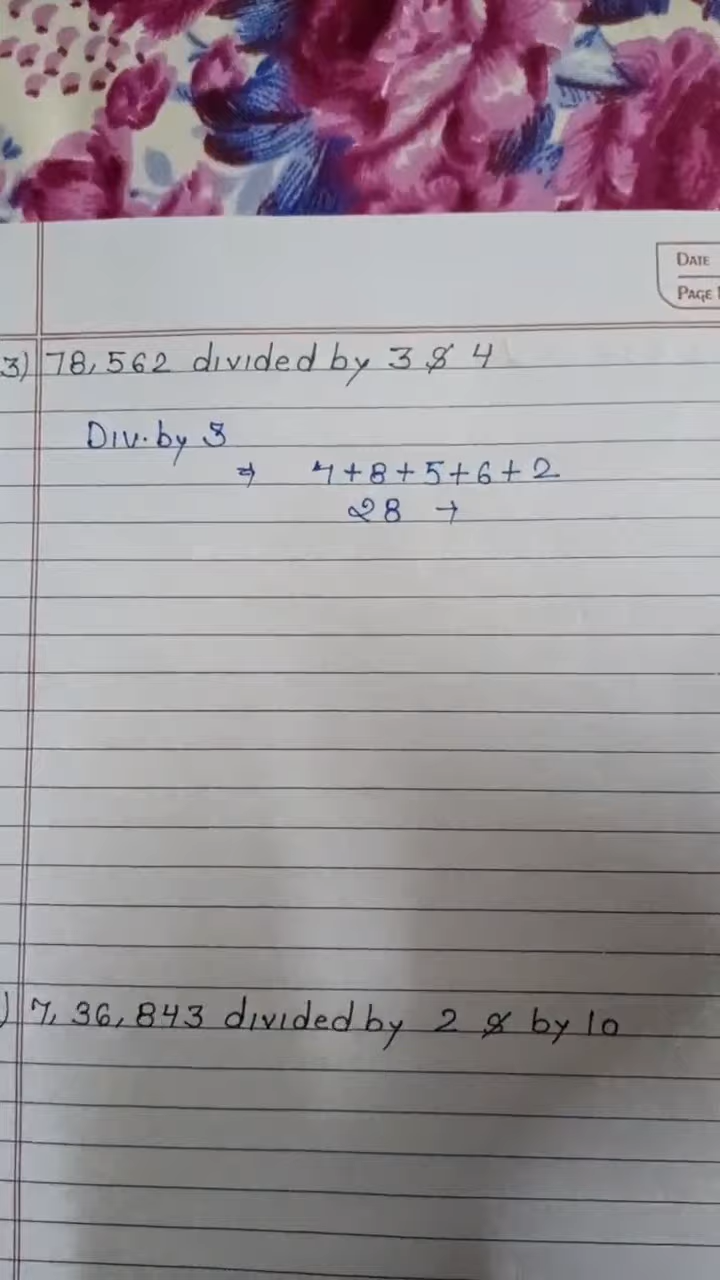 DATE
PAGE
3) 78,562 divided by 3 & 4
Div. by 3
⇒ 7+8+5+6+2
28 →
) 7,36,843 divided by 2 & by 10